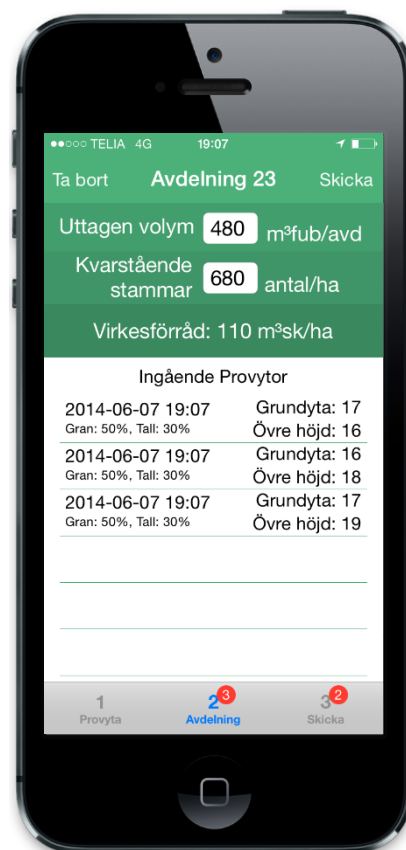 TELIA 4G 19:07
Ta bort Avdelning 23 Skicka
Uttagen volym 480 m³fub/avd
Kvarstående
stammar 680 antal/ha
Virkesförråd: 110 m³sk/ha
Ingående Provytor
2014-06-07 19:07 Grundyta: 17
Gran: 50%, Tall: 30% Övre höjd: 16
2014-06-07 19:07 Grundyta: 16
Gran: 50%, Tall: 30% Övre höjd: 18
2014-06-07 19:07 Grundyta: 17
Gran: 50%, Tall: 30% Övre höjd: 19
1 2 3 3 2
Provyta Avdelning Skicka